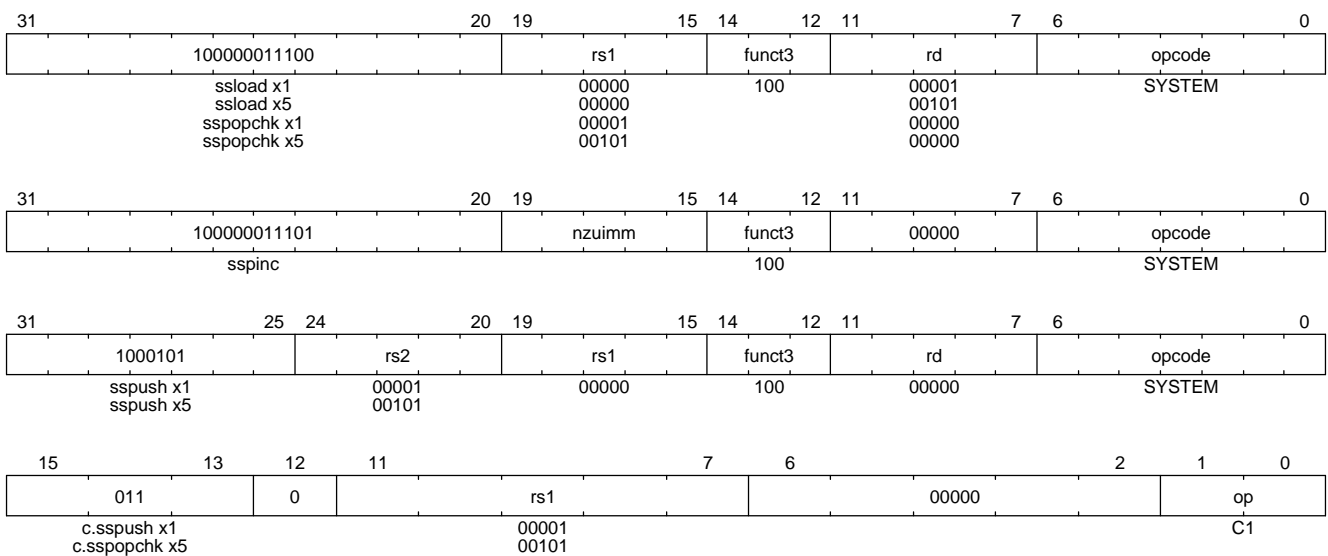 31 20 19 15 14 12 11 7 6 0
100000011100 rs1 funct3 rd opcode
ssload x1 00000 100 00001 SYSTEM
ssload x5 00000 00101
sspopchk x1 00001 00000
sspopchk x5 00101 00000
31 20 19 15 14 12 11 7 6 0
100000011101 nzuimm funct3 00000 opcode
sspinc 100 SYSTEM
31 25 24 20 19 15 14 12 11 7 6 0
1000101 rs2 rs1 funct3 rd opcode
sspush x1 00001 00000 100 00000 SYSTEM
sspush x5 00101
15 13 12 11 7 6 2 1 0
011 0 rs1 00000 op
c.sspush x1 00001 C1
c.sspopchk x5 00101